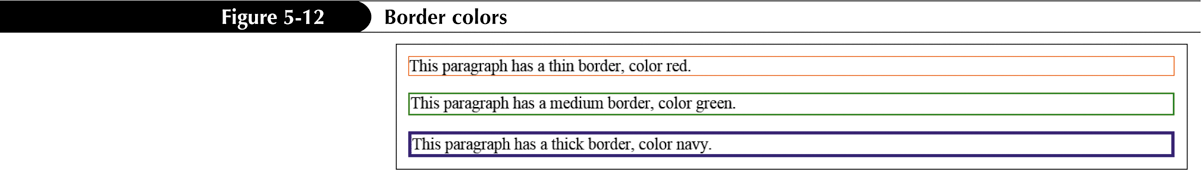 Figure 5-12 Border colors
This paragraph has a thin border, color red.
This paragraph has a medium border, color green.
This paragraph has a thick border, color navy.